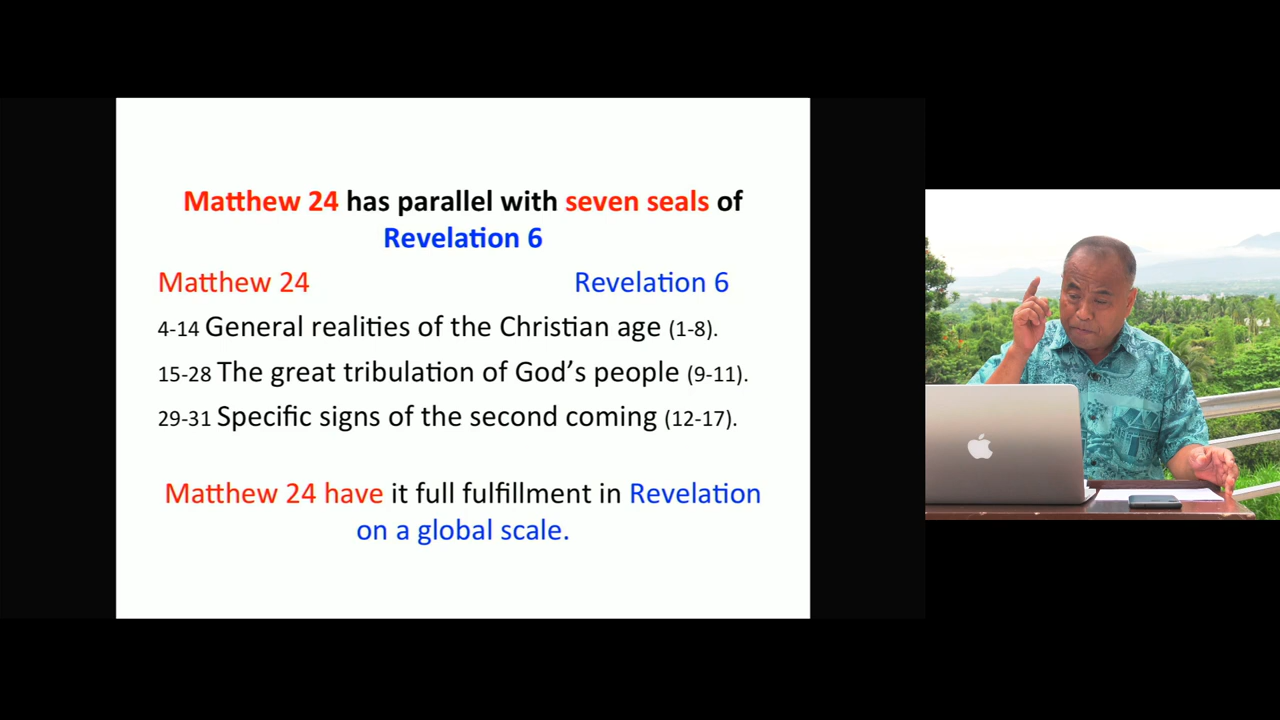 Matthew 24 has parallel with seven seals of
Revelation 6
Matthew 24 Revelation 6
4-14 General realities of the Christian age (1-8).
15-28 The great tribulation of God’s people (9-11).
29-31 Specific signs of the second coming (12-17).
Matthew 24 have it full fulfillment in Revelation
on a global scale.